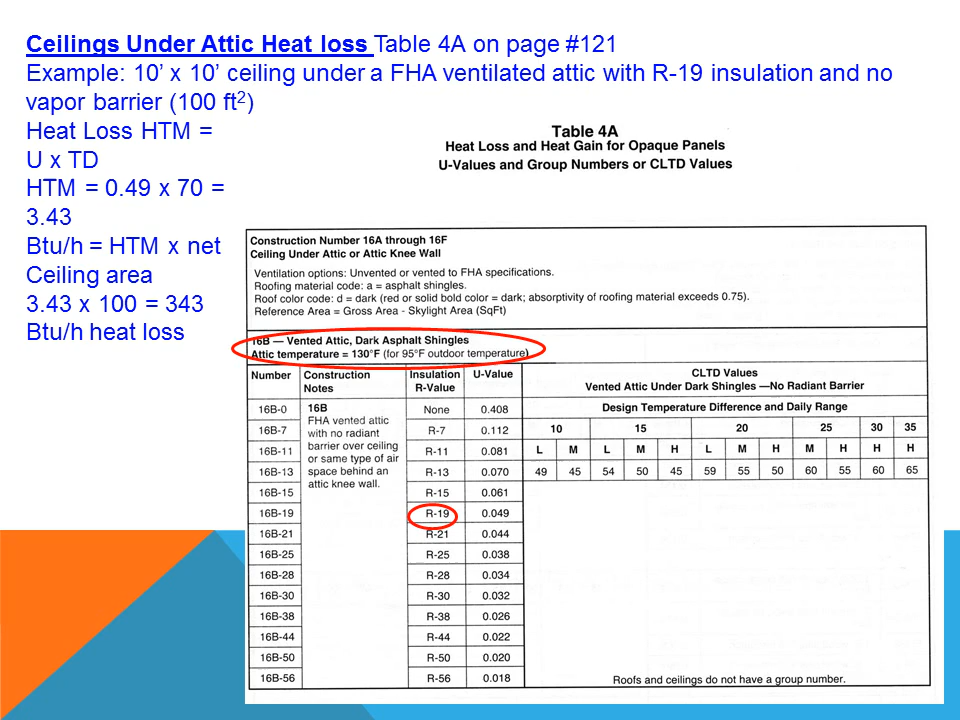 Ceilings Under Attic Heat loss Table 4A on page #121
Example: 10’ x 10’ ceiling under a FHA ventilated attic with R-19 insulation and no
vapor barrier (100 ft2)
Heat Loss HTM =
U x TD
HTM = 0.49 x 70 =
3.43
Btu/h = HTM x net
Ceiling area
3.43 x 100 = 343
Btu/h heat loss
Table 4A
Heat Loss and Heat Gain for Opaque Panels
U-Values and Group Numbers or CLTD Values
Construction Number 16A through 16F
Ceiling Under Attic or Attic Knee Wall
Ventilation options: Unvented or vented to FHA specifications.
Roofing material code: a = asphalt shingles.
Roof color code: d = dark (red or solid bold color = dark; absorptivity of roofing material exceeds 0.75).
Reference Area = Gross Area - Skylight Area (SqFt)
16B — Vented Attic, Dark Asphalt Shingles
Attic temperature = 130°F (for 95°F outdoor temperature)
Number Construction Insulation U-Value CLTD Values
Notes R-Value Vented Attic Under Dark Shingles —No Radiant Barrier
16B-0 16B None 0.408 Design Temperature Difference and Daily Range
16B-7 FHA vented attic R-7 0.112 10 15 20 25 30 35
with no radiant
16B-11 barrier over ceiling R-11 0.081 L M L M H L M H M H H H
or same type of air
16B-13 space behind an R-13 0.070 49 45 54 50 45 59 55 50 60 55 60 65
attic knee wall.
16B-15 R-15 0.061
16B-19 R-19 0.049
16B-21 R-21 0.044
16B-25 R-25 0.038
16B-28 R-28 0.034
16B-30 R-30 0.032
16B-38 R-38 0.026
16B-44 R-44 0.022
16B-50 R-50 0.020
16B-56 R-56 0.018 Roofs and ceilings do not have a group number.